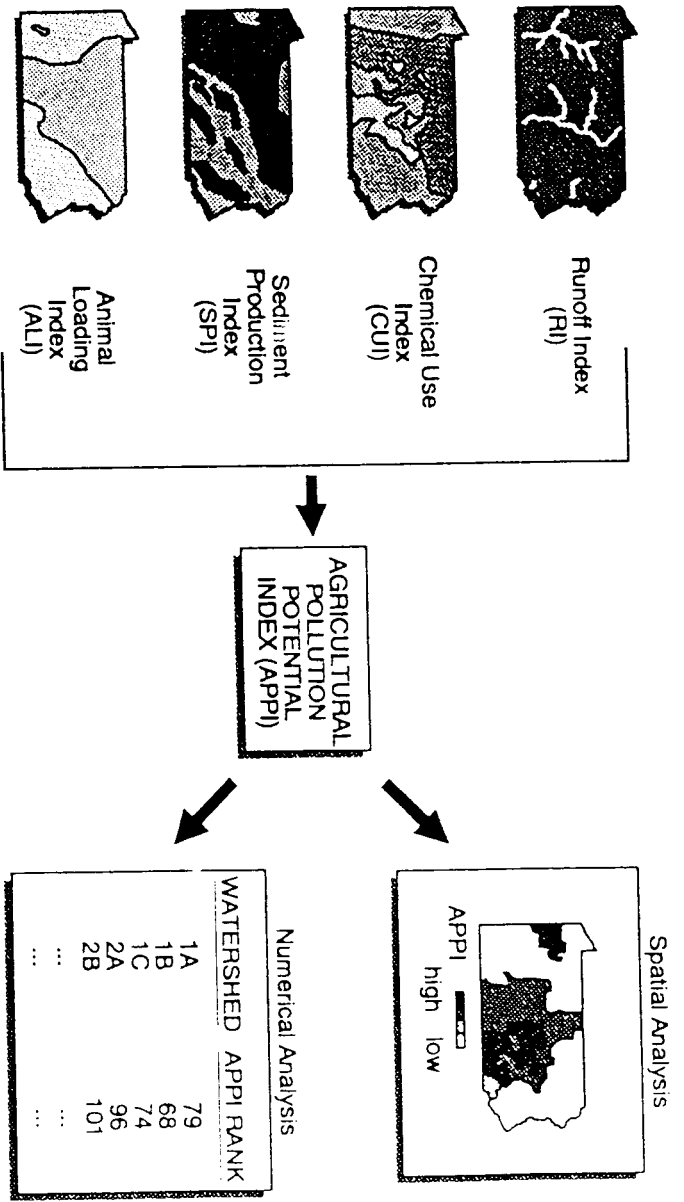 Runoff Index
(RI)
Chemical Use
Index
(CUI)
Sediment
Production
Index
(SPI)
Animal
Loading
Index
(ALI)
AGRICULTURAL
POLLUTION
POTENTIAL
INDEX (APPI)
Spatial Analysis
APPI
high low
Numerical Analysis
WATERSHED APPI RANK
1A 79
1B 68
1C 74
2A 96
2B 101
... ...
... ...